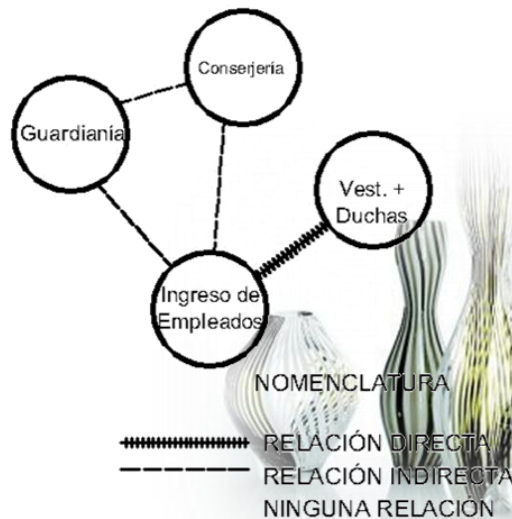 Conserjería
Guardianía
Vest. +
Duchas
Ingreso de
Empleados
NOMENCLATURA
RELACIÓN DIRECTA
RELACIÓN INDIRECTA
NINGUNA RELACIÓN